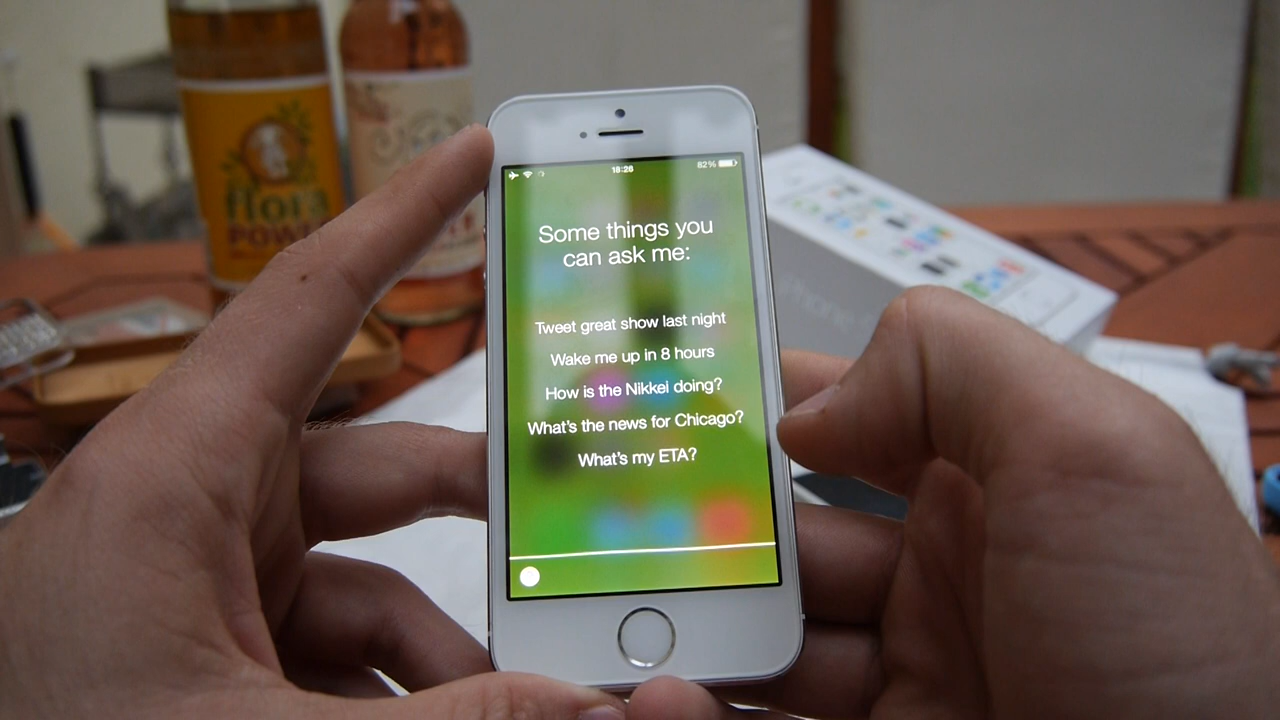 flora
POWER
18:26
82%
Some things you
can ask me:
Tweet great show last night
Wake me up in 8 hours
How is the Nikkei doing?
What's the news for Chicago?
What's my ETA?